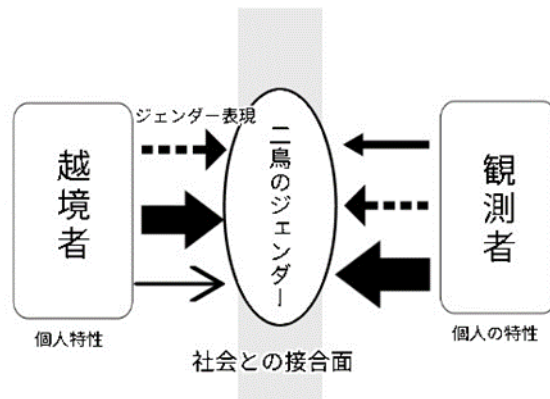 越境者
個人特性
ジェンダー表現
二鳥のジェンダー
観測者
個人の特性
社会との接合面